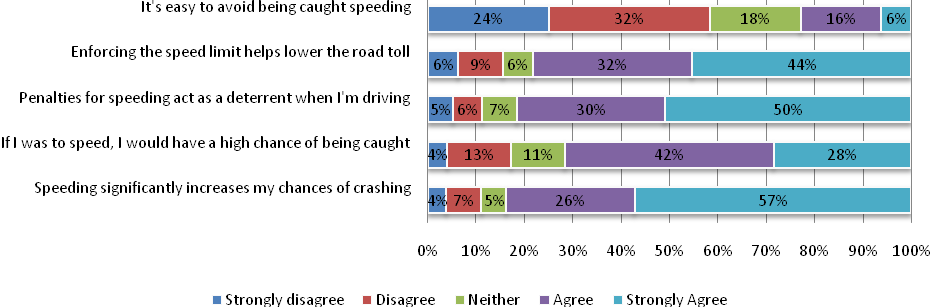 It's easy to avoid being caught speeding
24% 32% 18% 16% 6%
Enforcing the speed limit helps lower the road toll
6% 9% 6% 32% 44%
Penalties for speeding act as a deterrent when I'm driving
5% 6% 7% 30% 50%
If I was to speed, I would have a high chance of being caught
4% 13% 11% 42% 28%
Speeding significantly increases my chances of crashing
4% 7% 5% 26% 57%
0% 10% 20% 30% 40% 50% 60% 70% 80% 90% 100%
Strongly disagree Disagree Neither Agree Strongly Agree